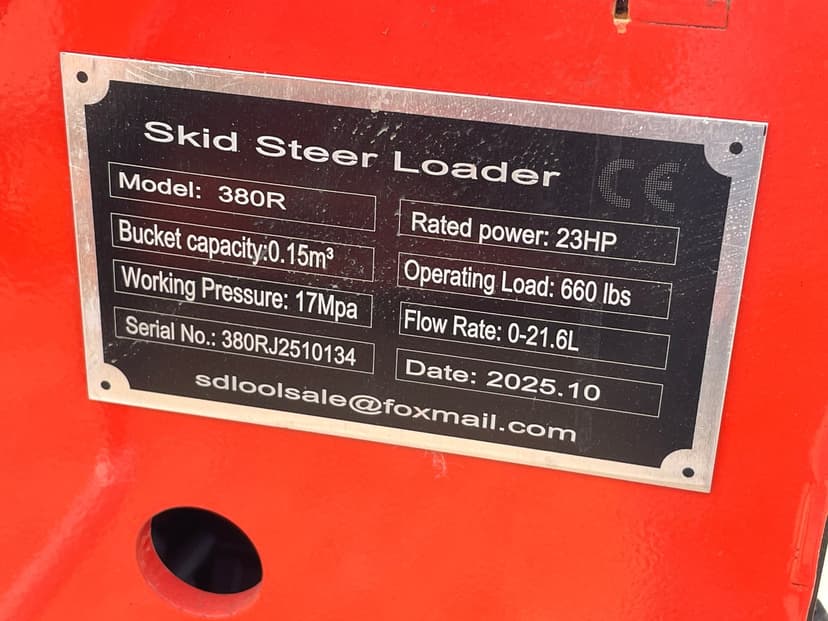 Skid Steer Loader
CE
Model: 380R
Rated power: 23HP
Bucket capacity:0.15m³
Operating Load: 660 lbs
Working Pressure: 17Mpa
Flow Rate: 0-21.6L
Serial No.: 380RJ2510134
Date: 2025.10
sdloolsale@foxmail.com